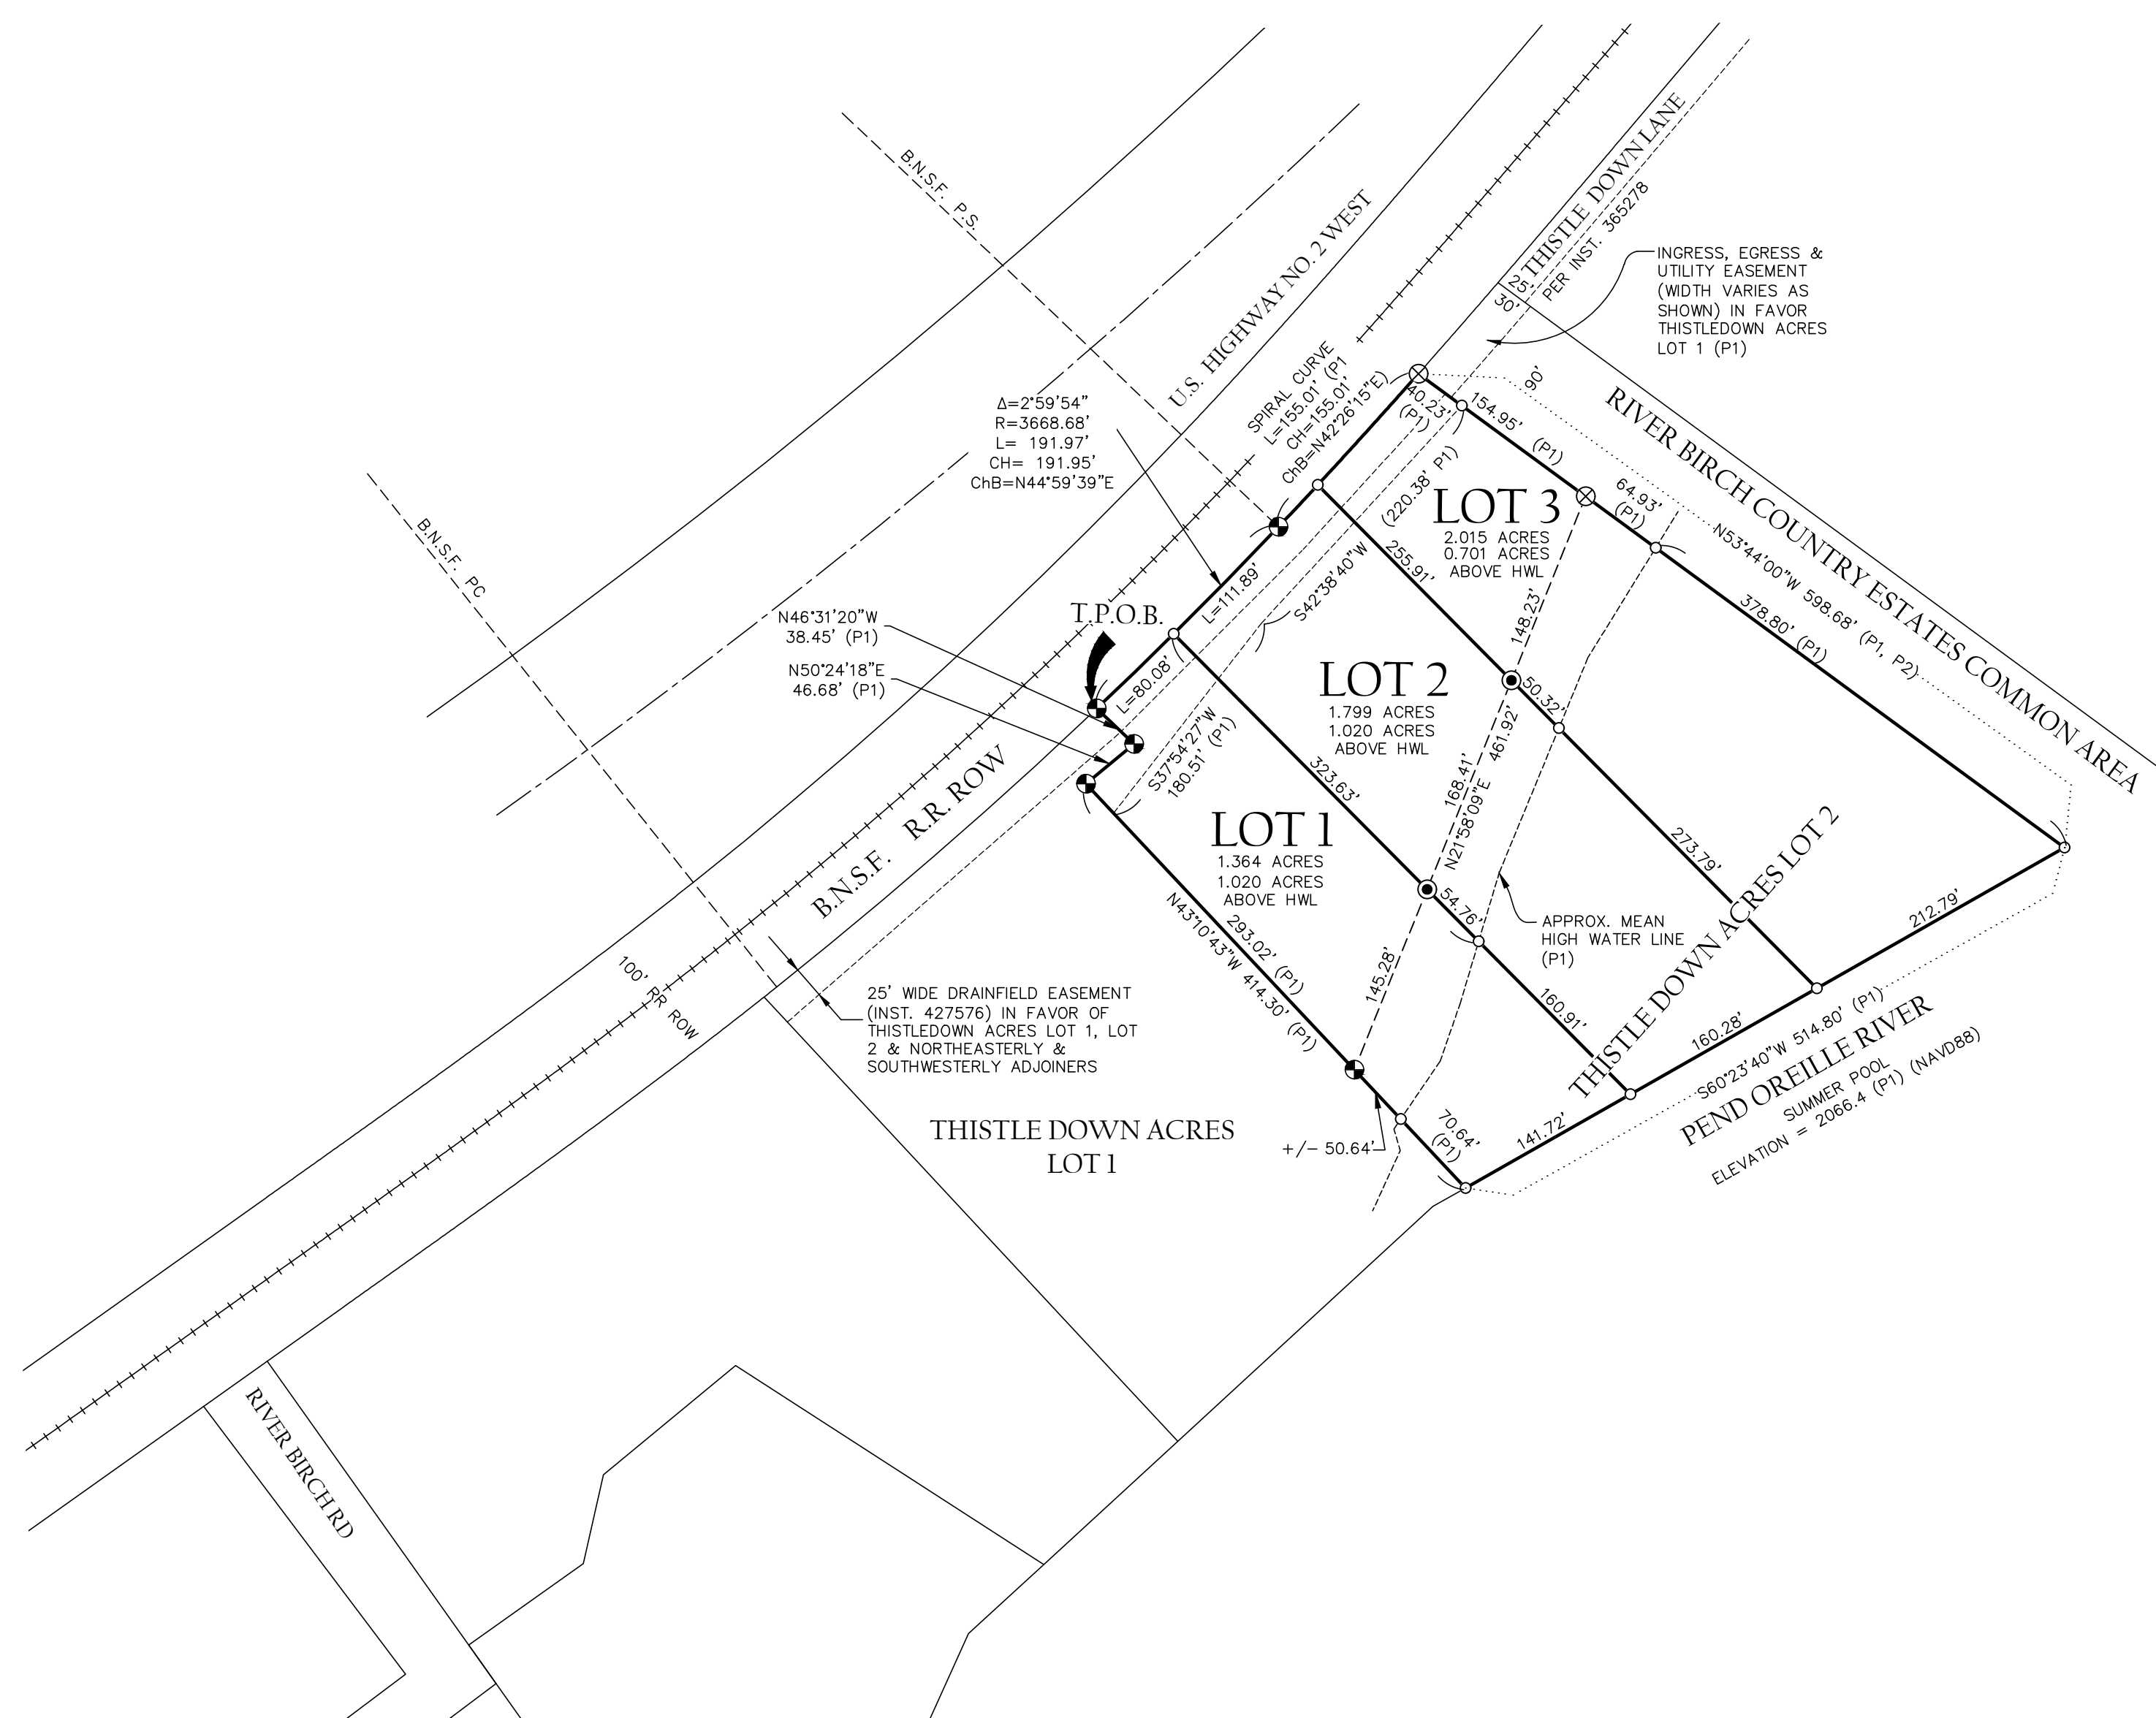 B.N.S.F. P.S.
B.N.S.F. PC
U.S. HIGHWAY NO. 2 WEST
THISTLE DOWN LANE
PER INST. 365278
25'
30'
INGRESS, EGRESS &
UTILITY EASEMENT
(WIDTH VARIES AS
SHOWN) IN FAVOR
THISTLEDOWN ACRES
LOT 1 (P1)
Δ=2°59'54"
R=3668.68'
L= 191.97'
CH= 191.95'
ChB=N44°59'39"E
SPIRAL CURVE
L=155.01' (P1
CH=155.01'
ChB=N42°26'15"E)
40.23'
(P1)
154.95' (P1)
90'
RIVER BIRCH COUNTRY ESTATES COMMON AREA
64.93'
(P1)
N53°44'00"W 598.68' (P1, P2)
378.80' (P1)
LOT 3
2.015 ACRES
0.701 ACRES
ABOVE HWL
(220.38' P1)
S42°38'40"W
255.91'
148.23'
L=111.89'
T.P.O.B.
N46°31'20"W
38.45' (P1)
N50°24'18"E
46.68' (P1)
L=80.08'
LOT 2
1.799 ACRES
1.020 ACRES
ABOVE HWL
50.32'
168.41'
N21°58'09"E 461.92'
S37°54'27"W
180.51' (P1)
323.63'
LOT 1
1.364 ACRES
1.020 ACRES
ABOVE HWL
B.N.S.F. R.R. ROW
100' RR ROW
273.79'
54.76'
APPROX. MEAN
HIGH WATER LINE
(P1)
THISTLE DOWN ACRES LOT 2
212.79'
293.02' (P1)
N43°10'43"W 414.30' (P1)
145.28'
160.91'
160.28'
25' WIDE DRAINFIELD EASEMENT
(INST. 427576) IN FAVOR OF
THISTLEDOWN ACRES LOT 1, LOT
2 & NORTHEASTERLY &
SOUTHWESTERLY ADJOINERS
S60°23'40"W 514.80' (P1)
PEND OREILLE RIVER
SUMMER POOL
ELEVATION = 2066.4 (P1) (NAVD88)
THISTLE DOWN ACRES
LOT 1
+/- 50.64'
70.64'
(P1)
141.72'
RIVER BIRCH RD